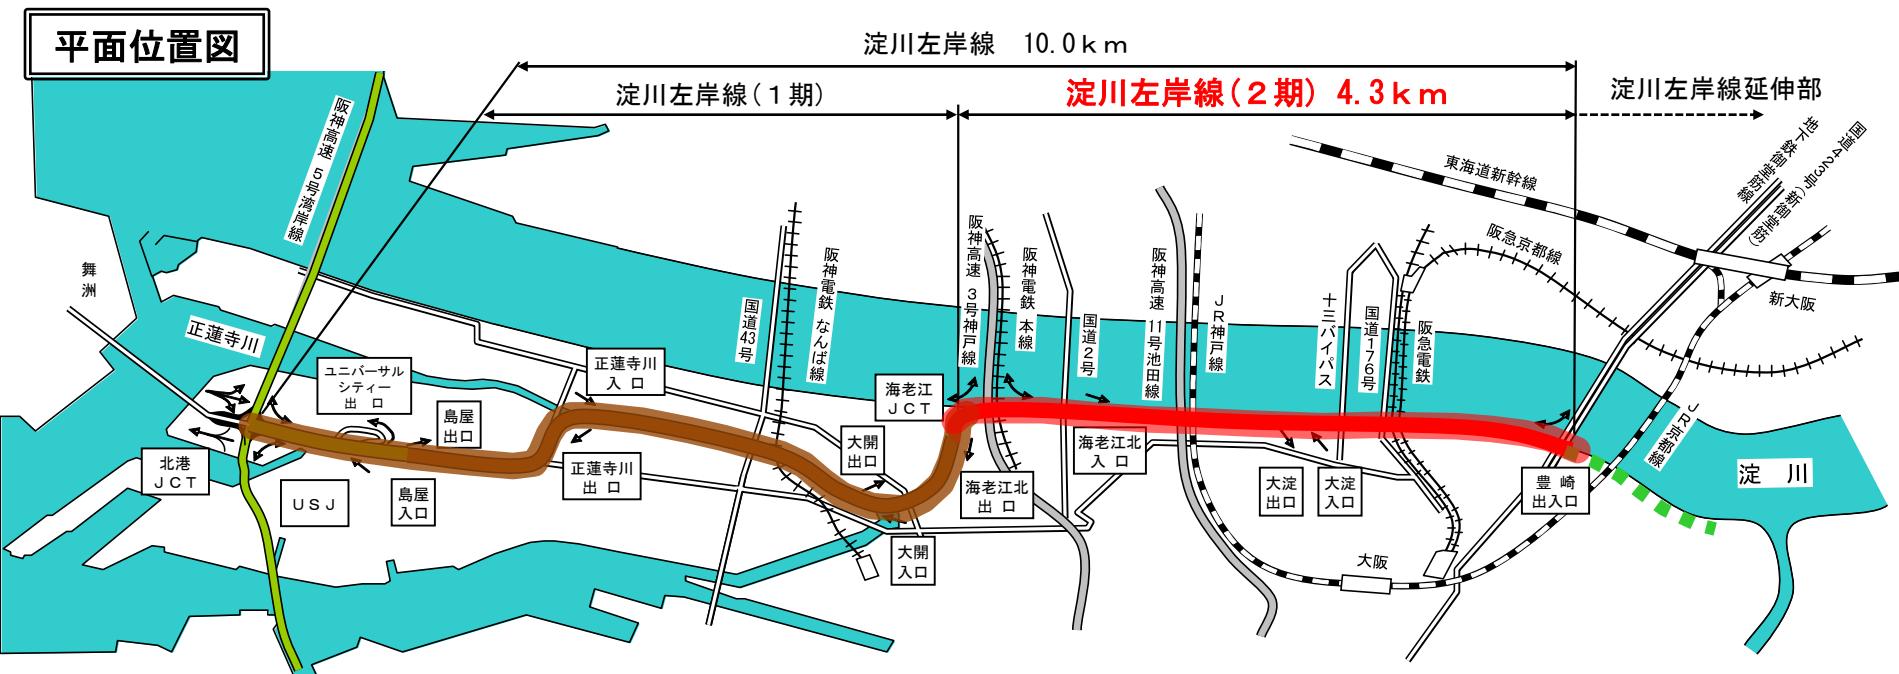 平面位置図
淀川左岸線　10.0ｋｍ
淀川左岸線（１期）
淀川左岸線（２期） 4.3ｋｍ
淀川左岸線延伸部
阪神高速 5号湾岸線
舞洲
正蓮寺川
ユニバーサル
シティー
出　口
島屋
出口
北港
ＪＣＴ
ＵＳＪ
島屋
入口
正蓮寺川
入 口
正蓮寺川
出 口
国道43号
阪神電鉄 なんば線
大開
出口
大開
入口
海老江
ＪＣＴ
阪神高速 3号神戸線
阪神電鉄 本線
国道2号
海老江北
入 口
海老江北
出 口
阪神高速 11号池田線
ＪＲ神戸線
大淀
出口
大淀
入口
十三バイパス
国道176号
阪急電鉄
東海道新幹線
阪急京都線
地下鉄御堂筋線
国道423号（新御堂筋）
新大阪
ＪＲ京都線
豊 崎
出入口
大阪
淀　川